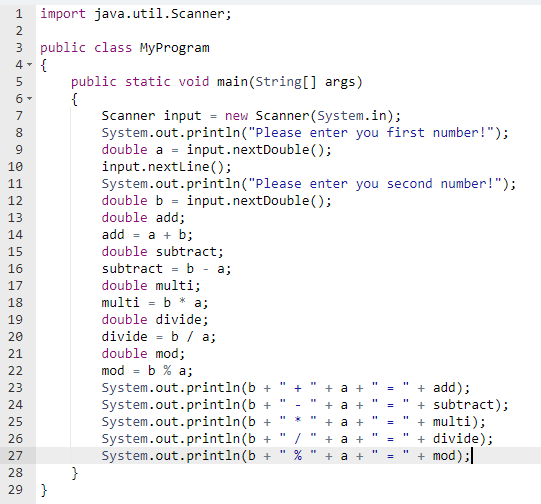 1 import java.util.Scanner;
2
3 public class MyProgram
4 {
5     public static void main(String[] args)
6     {
7         Scanner input = new Scanner(System.in);
8         System.out.println("Please enter you first number!");
9         double a = input.nextDouble();
10         input.nextLine();
11         System.out.println("Please enter you second number!");
12         double b = input.nextDouble();
13         double add;
14         add = a + b;
15         double subtract;
16         subtract = b - a;
17         double multi;
18         multi = b * a;
19         double divide;
20         divide = b / a;
21         double mod;
22         mod = b % a;
23         System.out.println(b + " + " + a + " = " + add);
24         System.out.println(b + " - " + a + " = " + subtract);
25         System.out.println(b + " * " + a + " = " + multi);
26         System.out.println(b + " / " + a + " = " + divide);
27         System.out.println(b + " % " + a + " = " + mod);
28     }
29 }